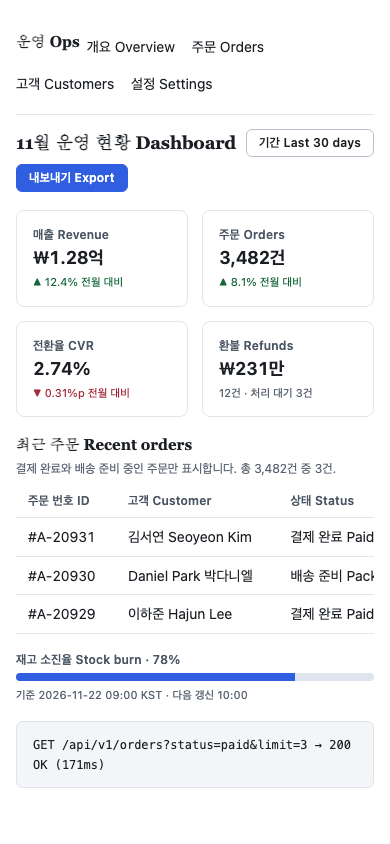 운영 Ops 개요 Overview 주문 Orders
고객 Customers 설정 Settings
11월 운영 현황 Dashboard 기간 Last 30 days
내보내기 Export
매출 Revenue
₩1.28억
▲ 12.4% 전월 대비
주문 Orders
3,482건
▲ 8.1% 전월 대비
전환율 CVR
2.74%
▼ 0.31%p 전월 대비
환불 Refunds
₩231만
12건 · 처리 대기 3건
최근 주문 Recent orders
결제 완료와 배송 준비 중인 주문만 표시합니다. 총 3,482건 중 3건.
주문 번호 ID 고객 Customer 상태 Status
#A-20931 김서연 Seoyeon Kim 결제 완료 Paid
#A-20930 Daniel Park 박다니엘 배송 준비 Pack
#A-20929 이하준 Hajun Lee 결제 완료 Paid
재고 소진율 Stock burn · 78%
기준 2026-11-22 09:00 KST · 다음 갱신 10:00
GET /api/v1/orders?status=paid&limit=3 → 200
OK (171ms)